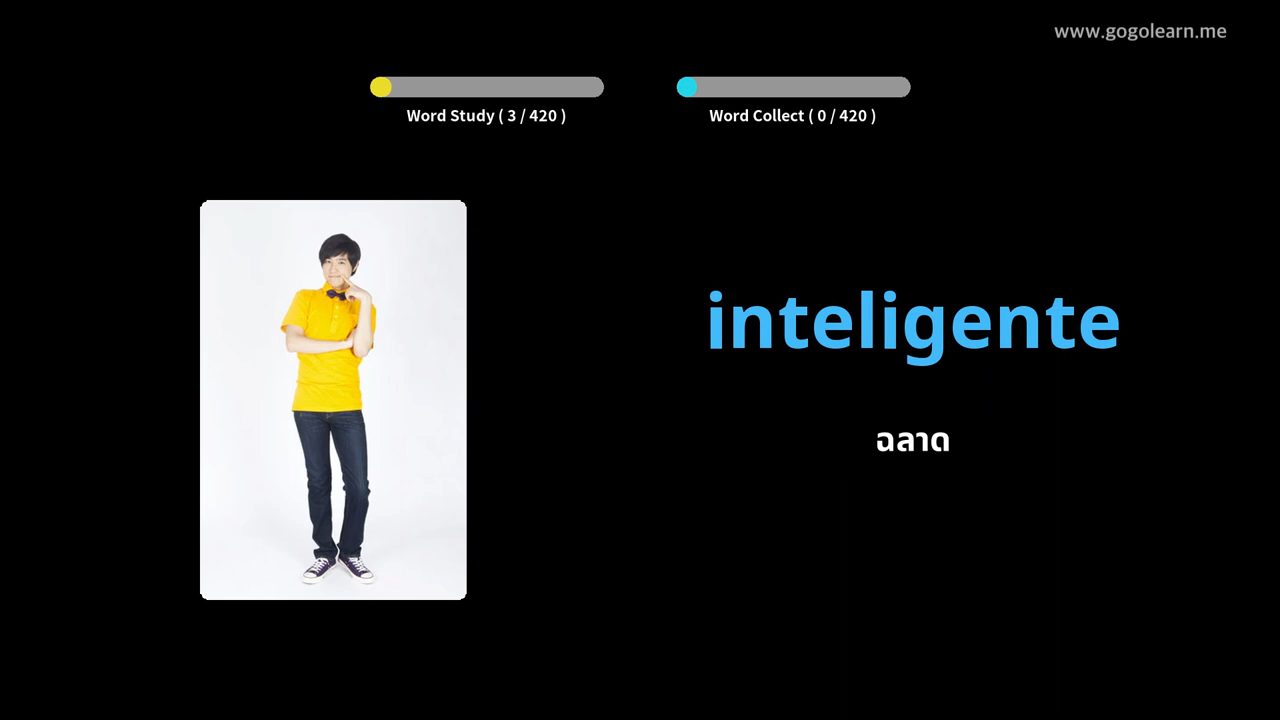 www.gogolearn.me
Word Study ( 3 / 420 )
Word Collect ( 0 / 420 )
inteligente
ฉลาด